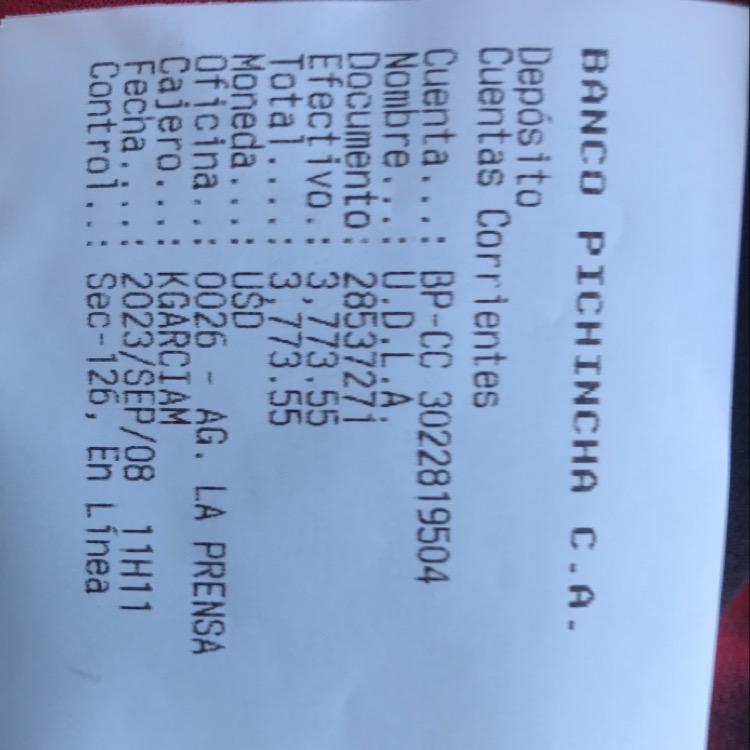 BANCO PICHINCHA C.A.
Depósito
Cuentas Corrientes
Cuenta...: BP-CC 3022819504
Nombre...: U.D.L.A.
Documento: 28537271
Efectivo.: 3,773.55
Total....: 3,773.55
Moneda...: USD
Oficina..: 0026 - AG. LA PRENSA
Cajero...: KGARCIAM
Fecha....: 2023/SEP/08 11H11
Control..: Sec-126, En Línea